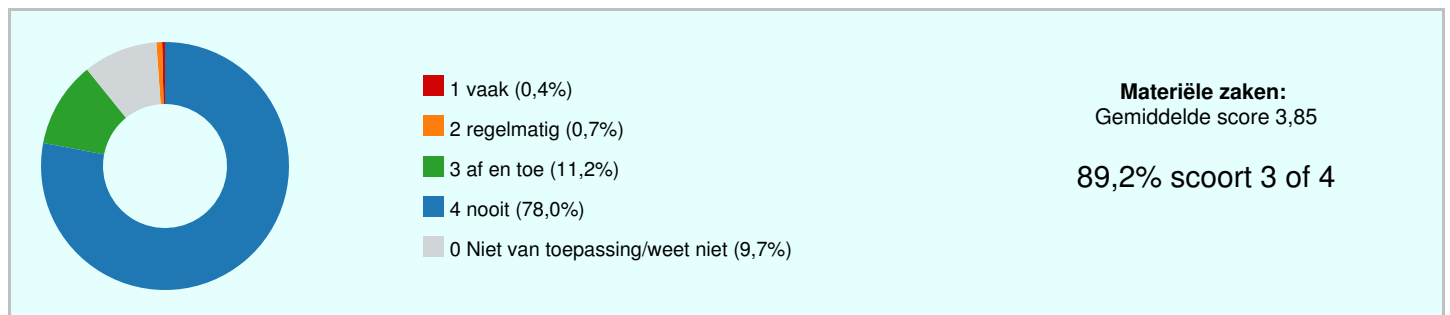 1 vaak (0,4%)
2 regelmatig (0,7%)
3 af en toe (11,2%)
4 nooit (78,0%)
0 Niet van toepassing/weet niet (9,7%)
Materiële zaken:
Gemiddelde score 3,85
89,2% scoort 3 of 4